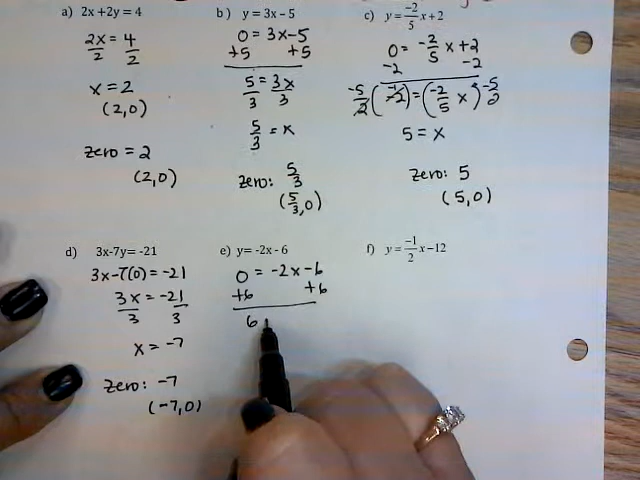 a) 2x + 2y = 4
2x = 4
2 2
x = 2
(2,0)
zero = 2
(2,0)
b) y = 3x - 5
0 = 3x - 5
+5 +5
5 = 3x
3 3
5/3 = x
zero: 5/3
(5/3, 0)
c) y = -2/5 x + 2
0 = -2/5 x + 2
-2 -2
-5/2 (-2) = (-2/5 x) -5/2
5 = x
zero: 5
(5,0)
d) 3x-7y= -21
3x - 7(0) = -21
3x = -21
3 3
x = -7
zero: -7
(-7,0)
e) y= -2x - 6
0 = -2x - 6
+6 +6
6
f) y = -1/2 x - 12